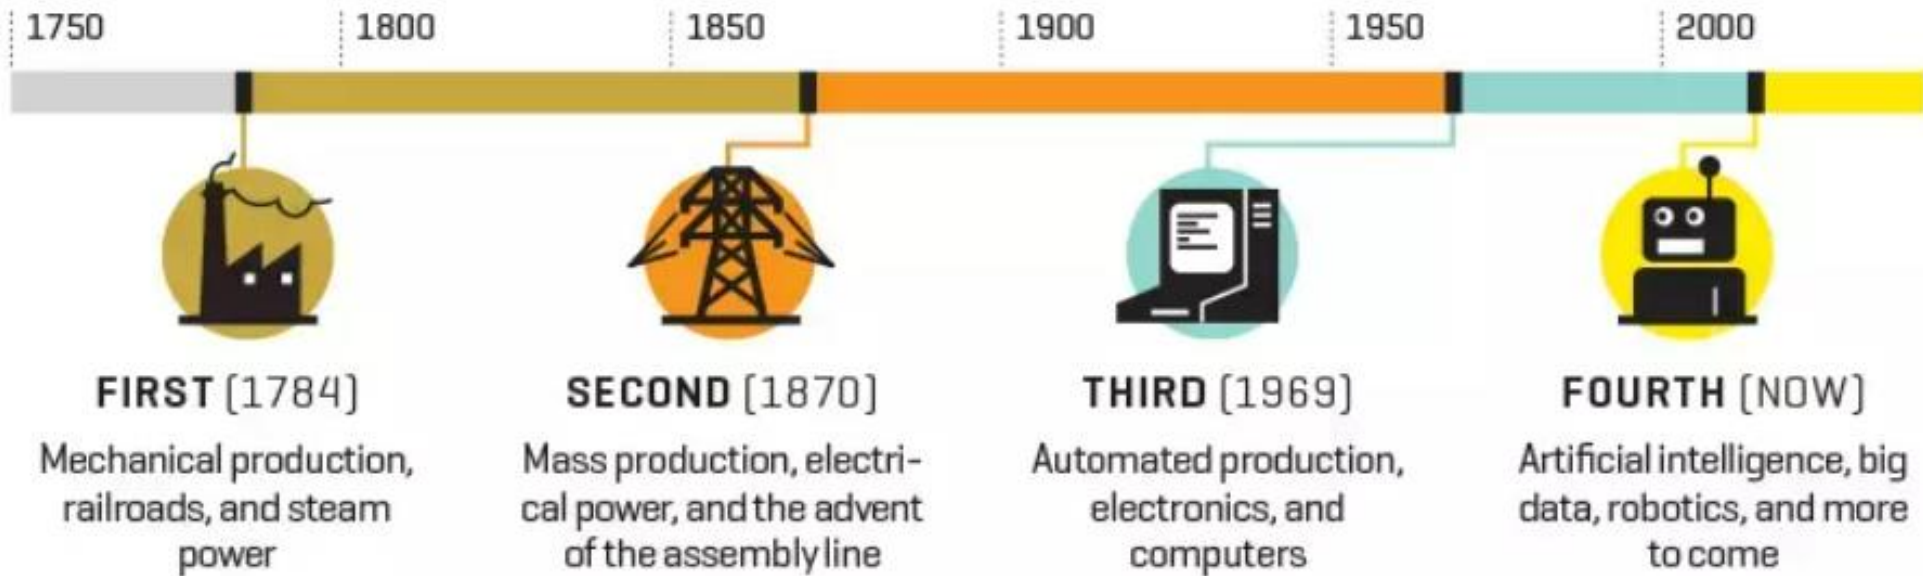 1750 1800 1850 1900 1950 2000
FIRST (1784)
Mechanical production,
railroads, and steam
power
SECOND (1870)
Mass production, electri-
cal power, and the advent
of the assembly line
THIRD (1969)
Automated production,
electronics, and
computers
FOURTH (NOW)
Artificial intelligence, big
data, robotics, and more
to come